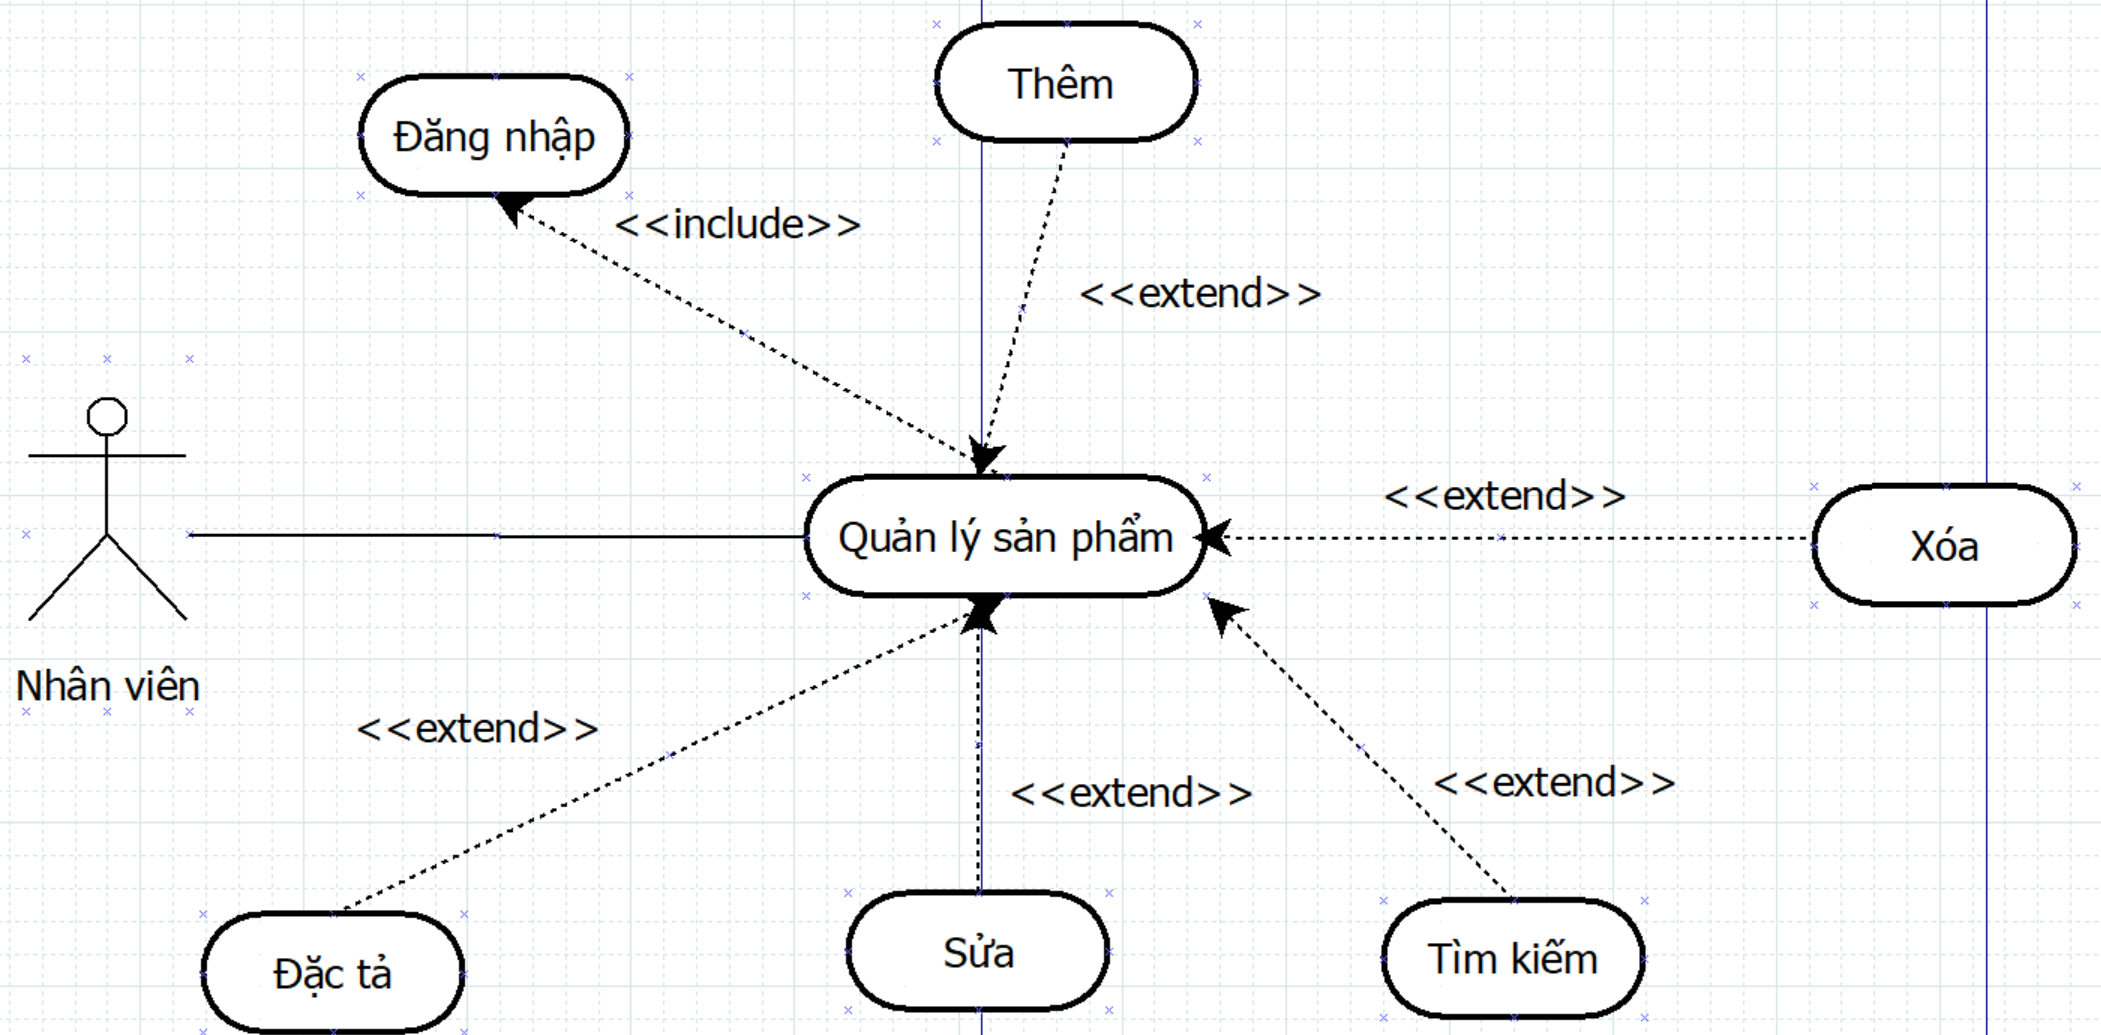 Thêm
Đăng nhập
<<include>>
<<extend>>
<<extend>>
Quản lý sản phẩm
Xóa
Nhân viên
<<extend>>
<<extend>>
<<extend>>
Đặc tả
Sửa
Tìm kiếm